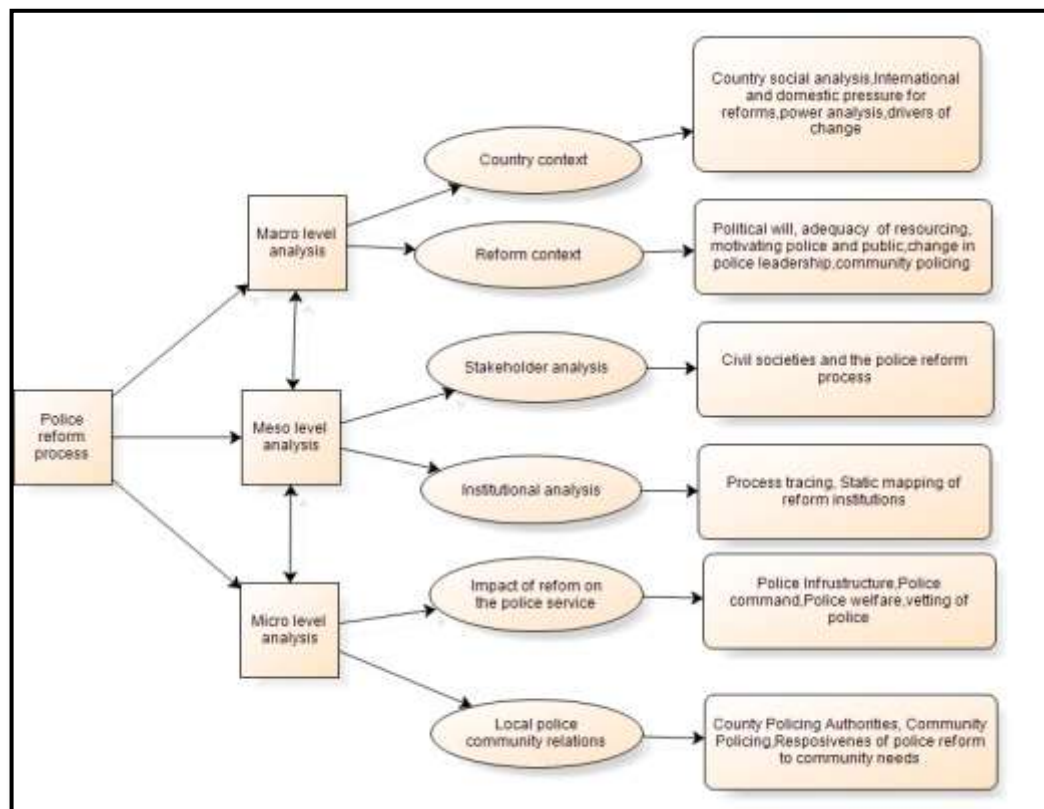 Country social analysis,International
and domestic pressure for
reforms,power analysis,drivers of
change
Country context
Macro level
analysis
Political will, adequacy of resourcing,
motivating police and public,change in
police leadership,community policing
Reform context
Stakeholder analysis
Civil societies and the police reform
process
Police
reform
process
Meso level
analysis
Institutional analysis
Process tracing, Static mapping of
reform institutions
Impact of reform on
the police service
Police Infrustructure,Police
command,Police welfare,vetting of
police
Micro level
analysis
Local police
community relations
County Policing Authorities, Community
Policing,Resposivenes of police reform
to community needs